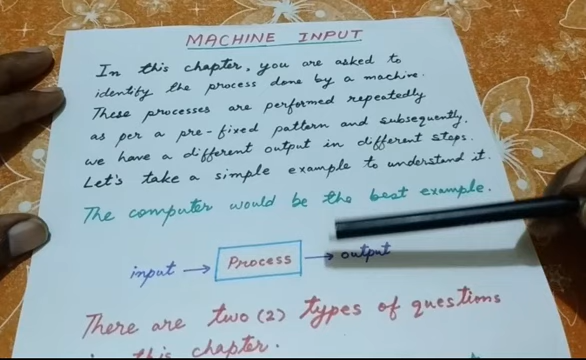 MACHINE INPUT
In this chapter, you are asked to
identify the process done by a machine.
These processes are performed repeatedly
as per a pre-fixed pattern and subsequently,
we have a different output in different steps.
Let's take a simple example to understand it.
The computer would be the best example.
input → Process → output
There are two (2) types of questions
in this chapter.